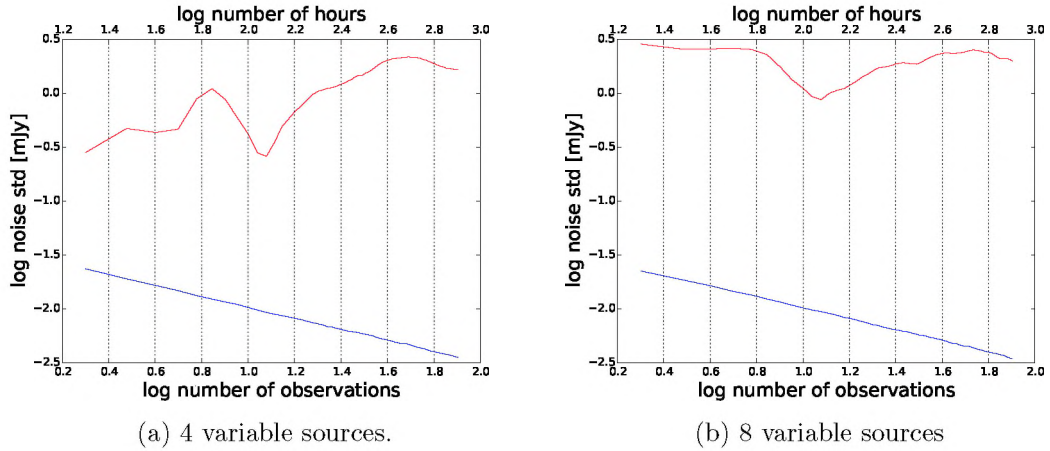 log number of hours
1.2 1.4 1.6 1.8 2.0 2.2 2.4 2.6 2.8 3.0
0.5
0.0
−0.5
−1.0
−1.5
−2.0
−2.5
log noise std [mJy]
0.2 0.4 0.6 0.8 1.0 1.2 1.4 1.6 1.8 2.0
log number of observations
(a) 4 variable sources.
log number of hours
1.2 1.4 1.6 1.8 2.0 2.2 2.4 2.6 2.8 3.0
0.5
0.0
−0.5
−1.0
−1.5
−2.0
−2.5
log noise std [mJy]
0.2 0.4 0.6 0.8 1.0 1.2 1.4 1.6 1.8 2.0
log number of observations
(b) 8 variable sources